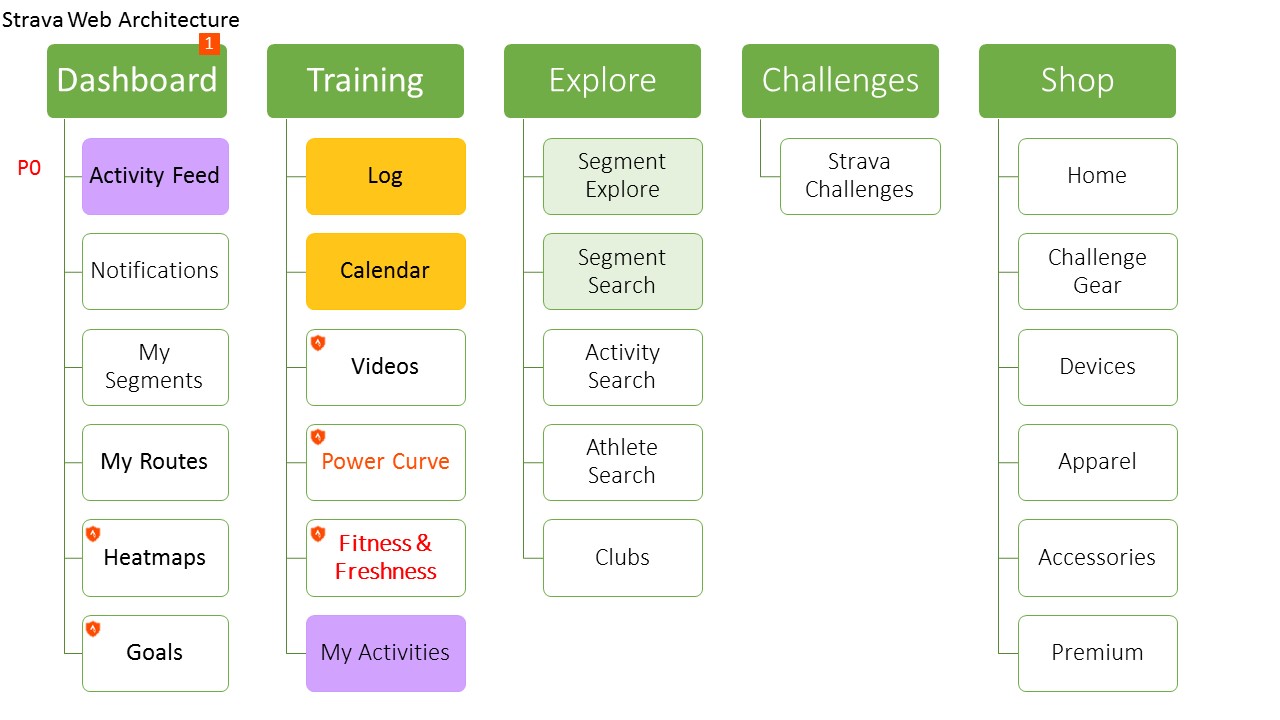 Strava Web Architecture
1
Dashboard
Training
Explore
Challenges
Shop
P0
Activity Feed
Notifications
My
Segments
My Routes
Heatmaps
Goals
Log
Calendar
Videos
Power Curve
Fitness &
Freshness
My Activities
Segment
Explore
Segment
Search
Activity
Search
Athlete
Search
Clubs
Strava
Challenges
Home
Challenge
Gear
Devices
Apparel
Accessories
Premium